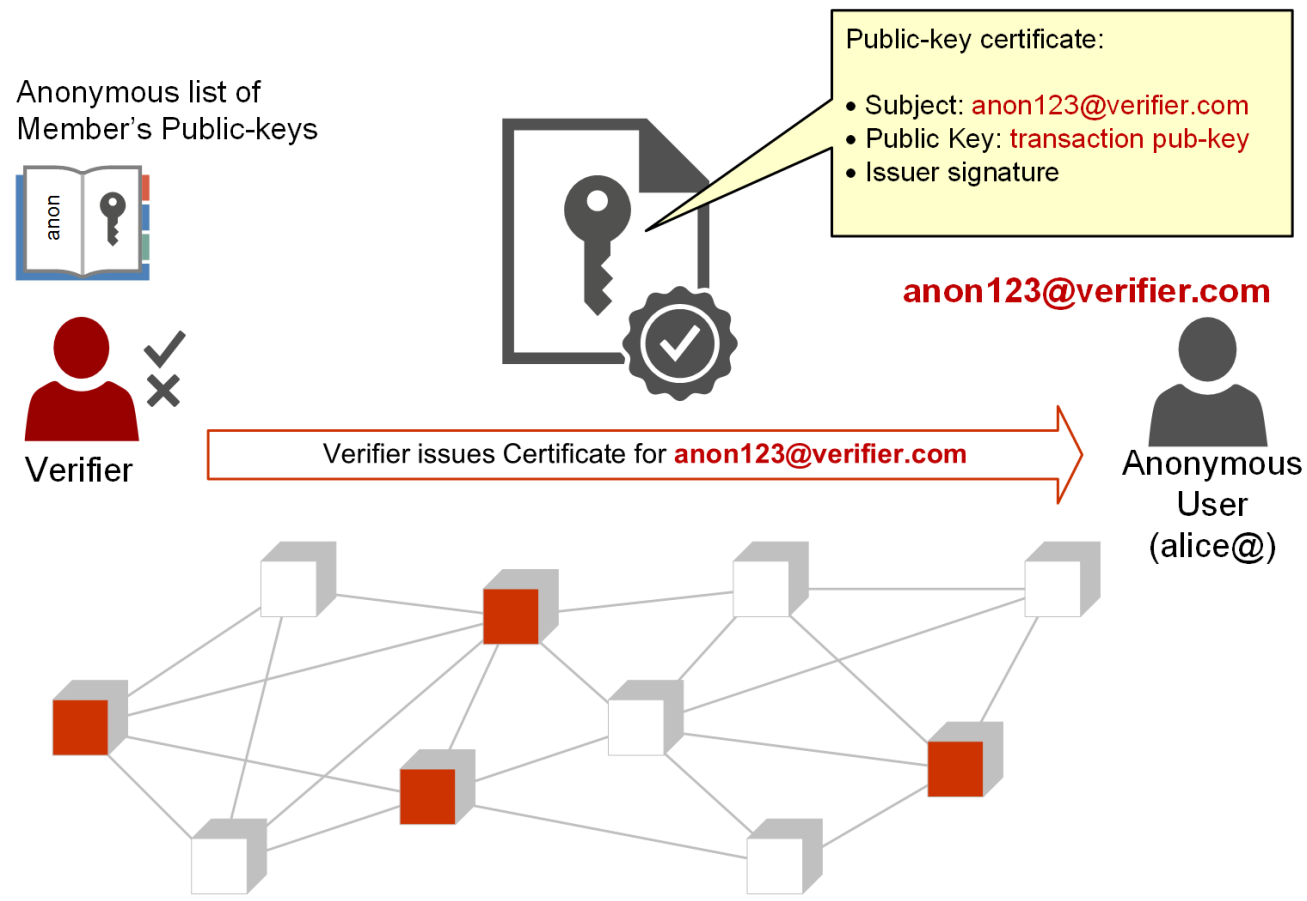 Anonymous list of
Member's Public-keys
anon
Public-key certificate:
• Subject: anon123@verifier.com
• Public Key: transaction pub-key
• Issuer signature
anon123@verifier.com
Verifier
Verifier issues Certificate for anon123@verifier.com
Anonymous
User
(alice@)